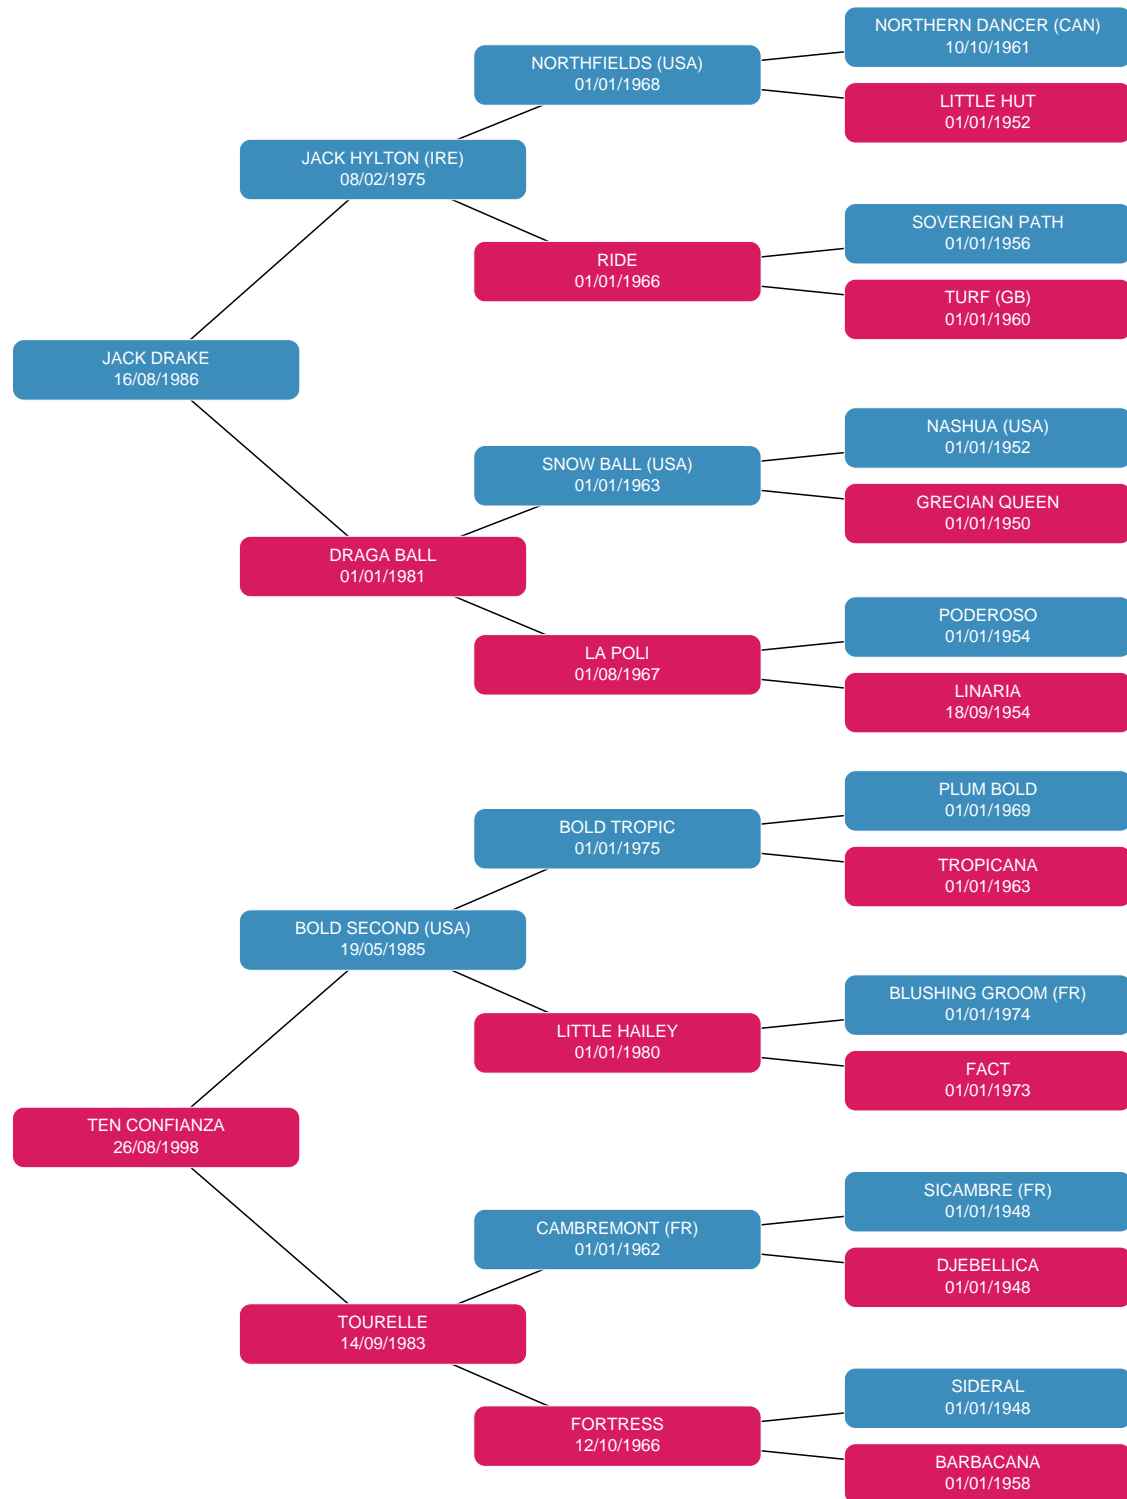 NORTHERN DANCER (CAN)
10/10/1961
NORTHFIELDS (USA)
01/01/1968
LITTLE HUT
01/01/1952
JACK HYLTON (IRE)
08/02/1975
SOVEREIGN PATH
01/01/1956
RIDE
01/01/1966
TURF (GB)
01/01/1960
JACK DRAKE
16/08/1986
NASHUA (USA)
01/01/1952
SNOW BALL (USA)
01/01/1963
GRECIAN QUEEN
01/01/1950
DRAGA BALL
01/01/1981
PODEROSO
01/01/1954
LA POLI
01/08/1967
LINARIA
18/09/1954
PLUM BOLD
01/01/1969
BOLD TROPIC
01/01/1975
TROPICANA
01/01/1963
BOLD SECOND (USA)
19/05/1985
BLUSHING GROOM (FR)
01/01/1974
LITTLE HAILEY
01/01/1980
FACT
01/01/1973
TEN CONFIANZA
26/08/1998
SICAMBRE (FR)
01/01/1948
CAMBREMONT (FR)
01/01/1962
DJEBELLICA
01/01/1948
TOURELLE
14/09/1983
SIDERAL
01/01/1948
FORTRESS
12/10/1966
BARBACANA
01/01/1958